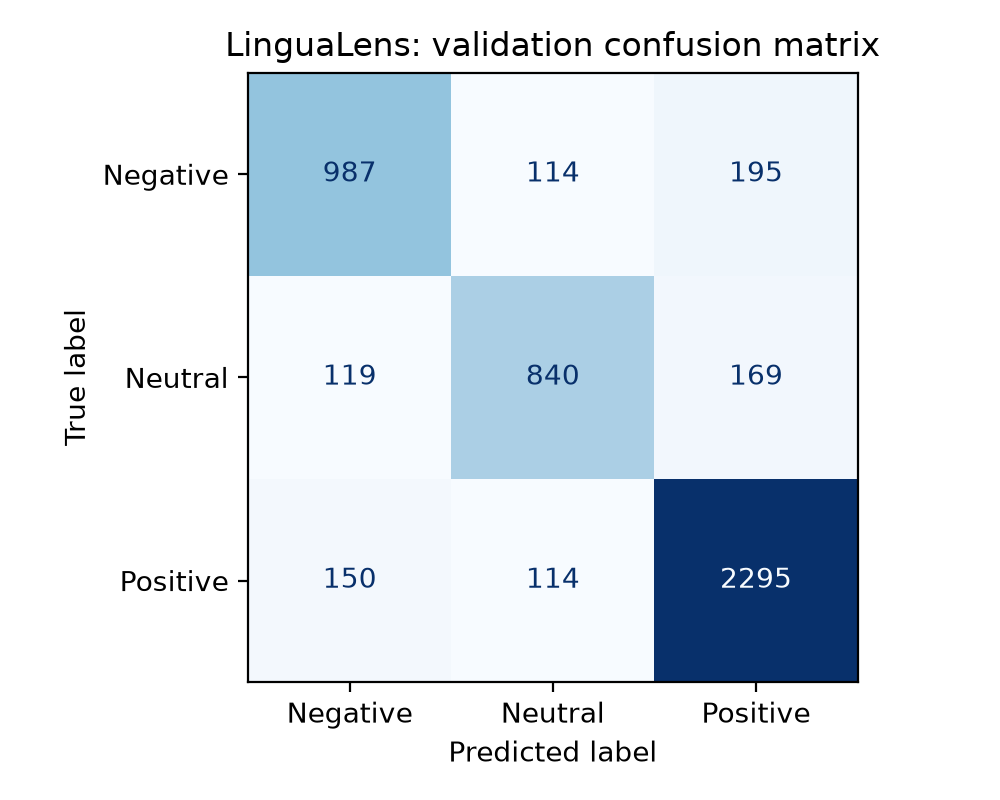 LinguaLens: validation confusion matrix
Negative 987 114 195
Neutral 119 840 169
Positive 150 114 2295
Negative Neutral Positive
Predicted label
True label